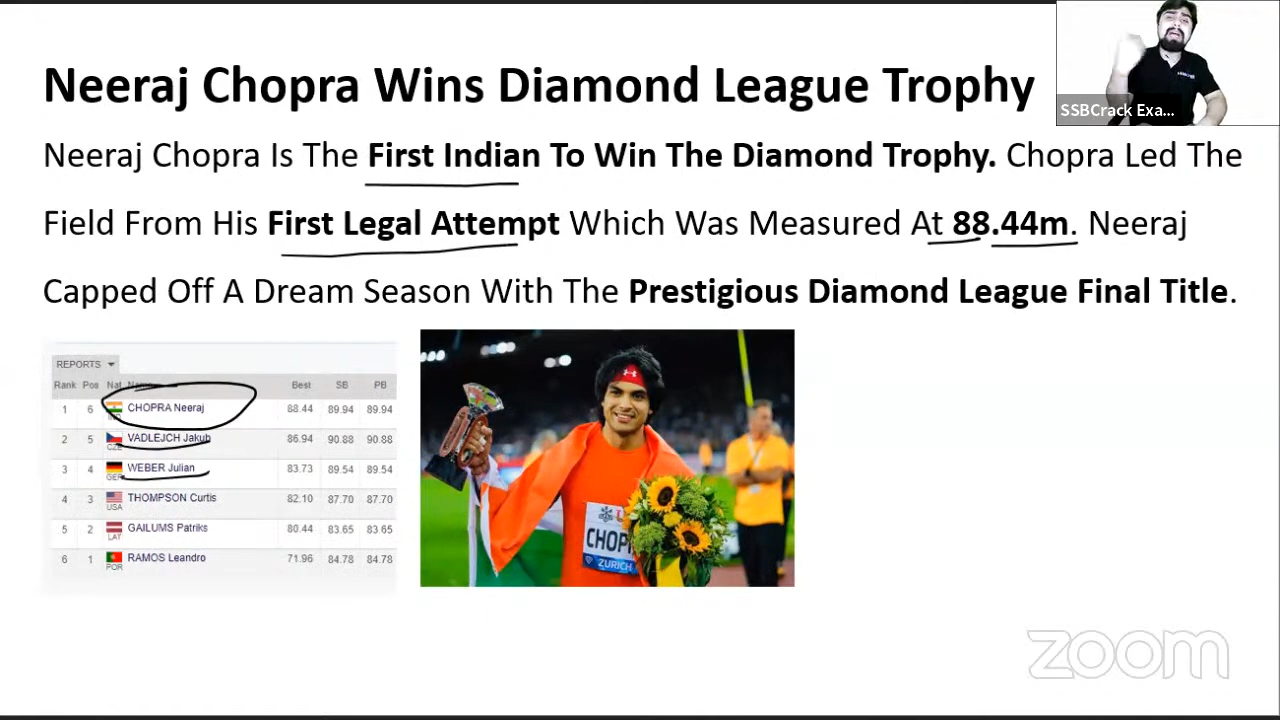 Neeraj Chopra Wins Diamond League Trophy
SSBCrack Exa...
Neeraj Chopra Is The First Indian To Win The Diamond Trophy. Chopra Led The
Field From His First Legal Attempt Which Was Measured At 88.44m. Neeraj
Capped Off A Dream Season With The Prestigious Diamond League Final Title.
REPORTS
Rank Pos Nat Name Best SB PB
1 6 CHOPRA Neeraj 88.44 89.94 89.94
2 5 VADLEJCH Jakub 86.94 90.88 90.88
CZE
3 4 WEBER Julian 83.73 89.54 89.54
GER
4 3 THOMPSON Curtis 82.10 87.70 87.70
USA
5 2 GAILUMS Patriks 80.44 83.65 83.65
LAT
6 1 RAMOS Leandro 71.96 84.78 84.78
POR
CHOP
ZURICH
zoom